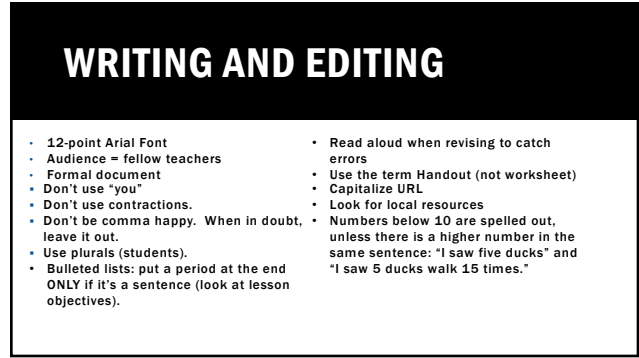 WRITING AND EDITING
• 12-point Arial Font
• Audience = fellow teachers
• Formal document
▪ Don't use "you"
▪ Don't use contractions.
▪ Don't be comma happy.  When in doubt,
leave it out.
▪ Use plurals (students).
• Bulleted lists: put a period at the end
ONLY if it's a sentence (look at lesson
objectives).
• Read aloud when revising to catch
errors
• Use the term Handout (not worksheet)
• Capitalize URL
• Look for local resources
• Numbers below 10 are spelled out,
unless there is a higher number in the
same sentence: "I saw five ducks" and
"I saw 5 ducks walk 15 times."